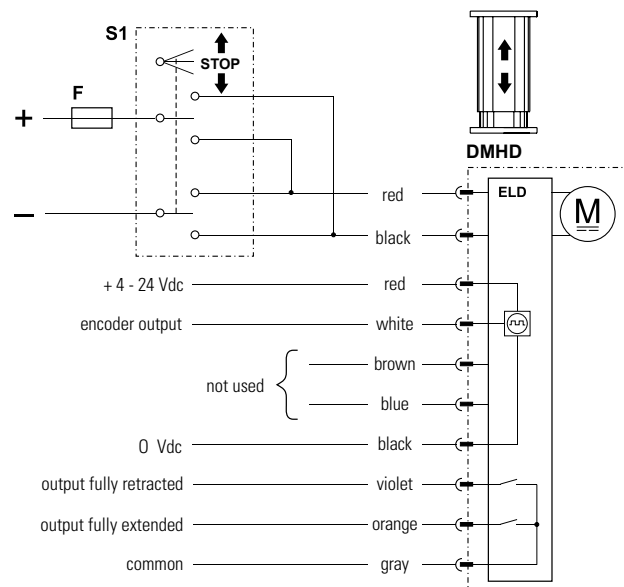 S1
STOP
F
+
–
DMHD
red
ELD
M
black
+ 4 - 24 Vdc
red
encoder output
white
brown
not used
blue
0 Vdc
black
output fully retracted
violet
output fully extended
orange
common
gray